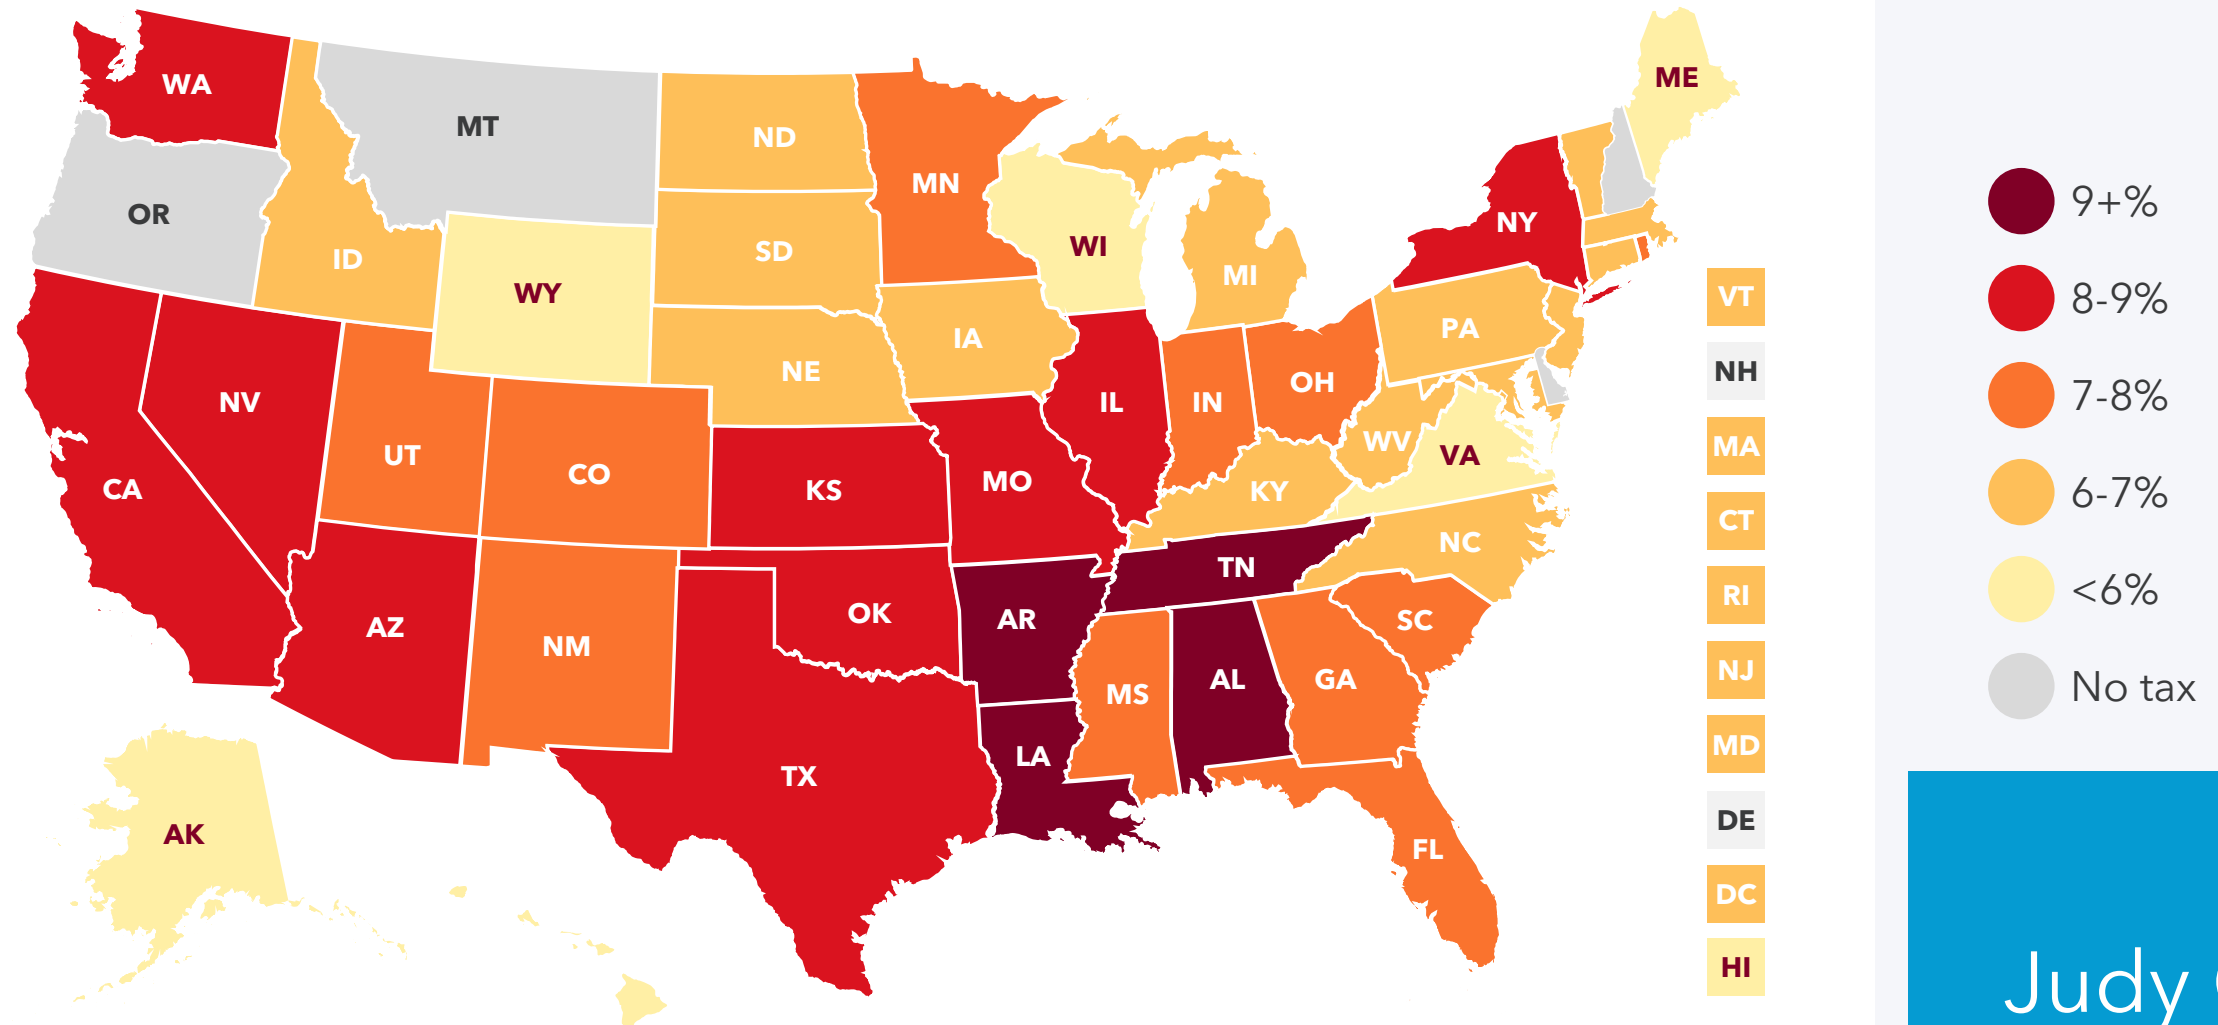 WA
MT
ME
ND
MN
OR
ID
SD
WI
NY
MI
WY
VT
IA
PA
NE
NH
NV
IL
IN
OH
MA
UT
CO
KS
MO
WV
VA
KY
CA
CT
NC
TN
RI
AZ
NM
OK
AR
SC
MS
AL
GA
NJ
LA
MD
TX
AK
FL
DE
DC
HI
9+%
8-9%
7-8%
6-7%
<6%
No tax
Judy